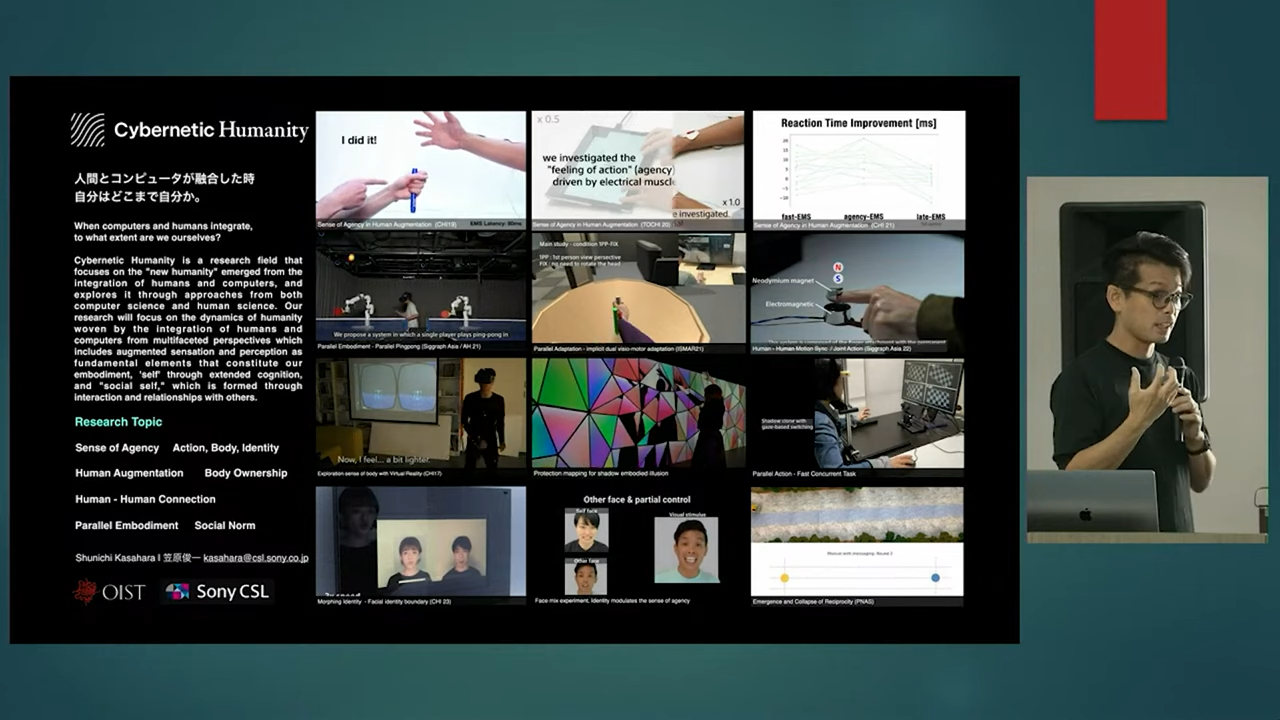 Cybernetic Humanity
人間とコンピュータが融合した時
自分はどこまで自分か。
When computers and humans integrate,
to what extent are we ourselves?
Cybernetic Humanity is a research field that
focuses on the "new humanity" emerged from the
integration of humans and computers, and
explores it through approaches from both
computer science and human science. Our
research will focus on the dynamics of humanity
woven by the integration of humans and
computers from multifaceted perspectives which
includes augmented sensation and perception as
fundamental elements that constitute our
embodiment, 'self' through extended cognition,
and "social self," which is formed through
interaction and relationships with others.
Research Topic
Sense of Agency Action, Body, Identity
Human Augmentation Body Ownership
Human - Human Connection
Parallel Embodiment Social Norm
Shunichi Kasahara I 笠原俊一 kasahara@csl.sony.co.jp
OIST Sony CSL
I did it!
Sense of Agency in Human Augmentation (CHI19)
EMS Latency: 80ms
x 0.5
we investigated the
"feeling of action" (agency)
driven by electrical muscle
x 1.0
e investigated.
Sense of Agency in Human Augmentation (TOCHI 20)
Reaction Time Improvement [ms]
fast-EMS agency-EMS late-EMS
Sense of Agency in Human Augmentation (CHI 21)
We propose a system in which a single player plays ping-pong in
Parallel Embodiment - Parallel Pingpong (Siggraph Asia / AH 21)
Main study - condition 1PP-FIX
1PP : 1st person view persective
FIX : no need to rotate the head
Parallel Adaptation - implicit dual visio-motor adaptation (ISMAR21)
N
S
Neodymium magnet
Electromagnetic
Human - Human Motion Sync / Joint Action (Siggraph Asia 22)
Now, I feel... a bit lighter.
Exploration sense of body with Virtual Reality (CHI17)
Protection mapping for shadow embodied illusion
Shadow clone with
gaze-based switching
Parallel Action - Fast Concurrent Task
Morphing Identity - Facial identity boundary (CHI 23)
Other face & partial control
Self face
Visual stimulus
Other face
Face mix experiment, Identity modulates the sense of agency
Manual with messaging: Round 2
Emergence and Collapse of Reciprocity (PNAS)